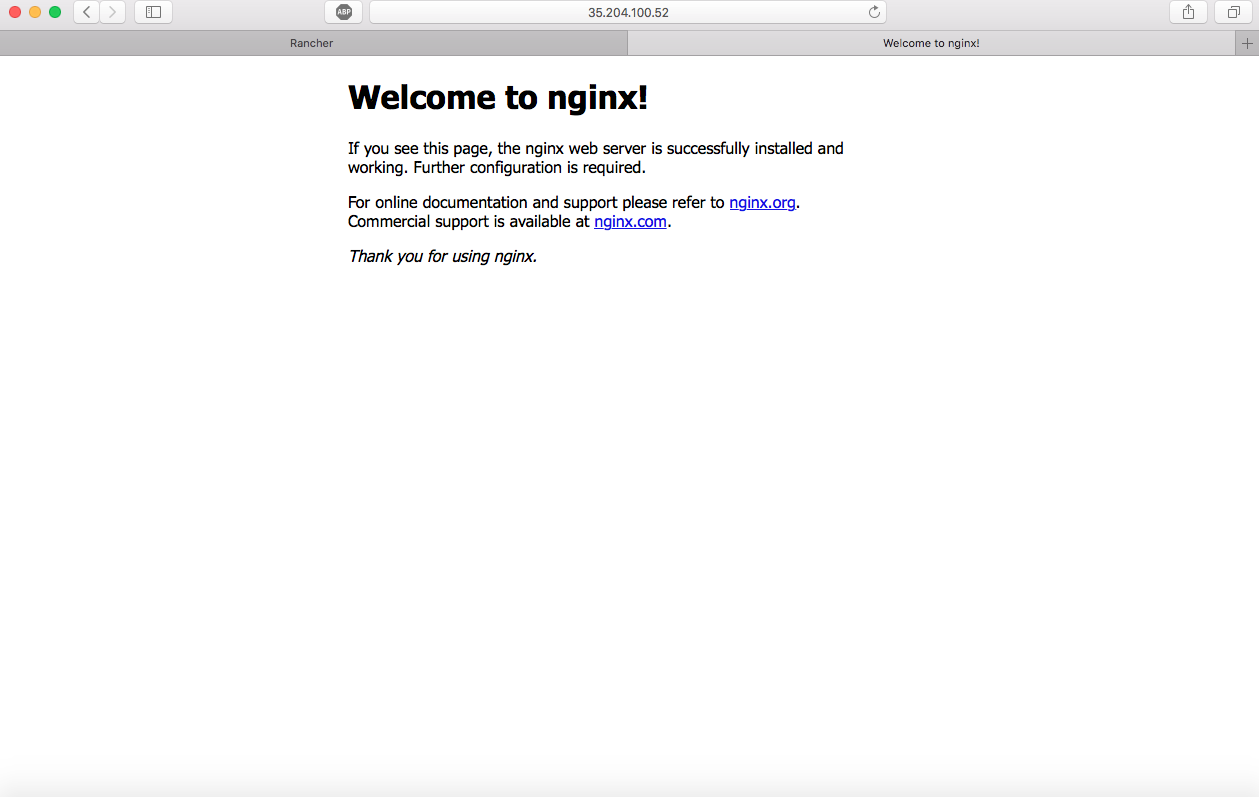 ABP
35.204.100.52
Rancher
Welcome to nginx!
Welcome to nginx!
If you see this page, the nginx web server is successfully installed and
working. Further configuration is required.
For online documentation and support please refer to nginx.org.
Commercial support is available at nginx.com.
Thank you for using nginx.